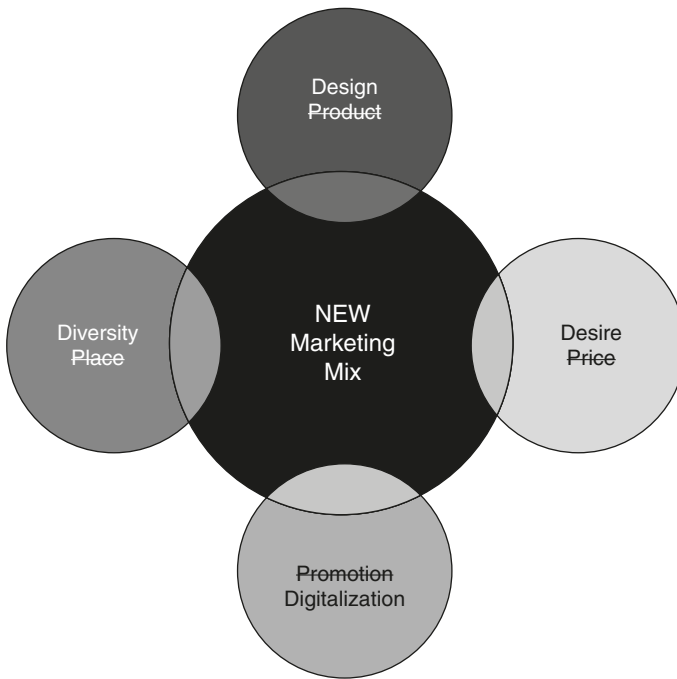 Design
Product
Diversity
Place
NEW
Marketing
Mix
Desire
Price
Promotion
Digitalization